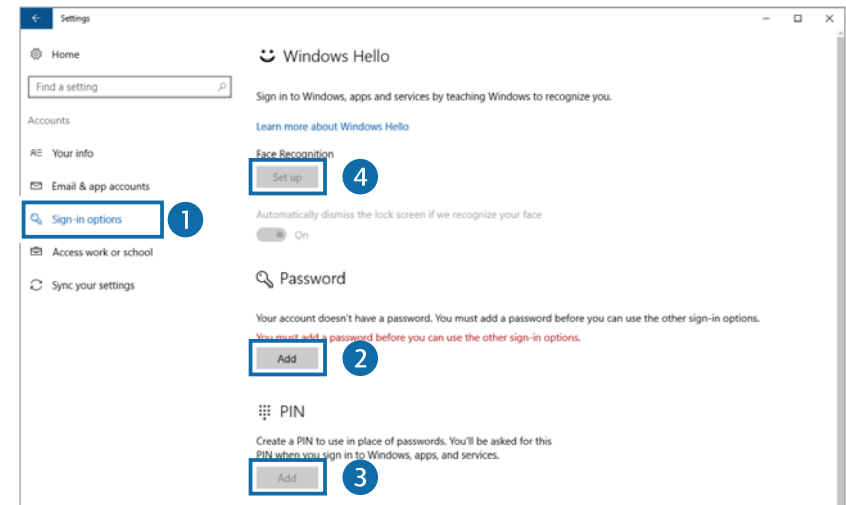 Settings
Home
Find a setting
Accounts
Your info
Email & app accounts
Sign-in options
1
Access work or school
Sync your settings
Windows Hello
Sign in to Windows, apps and services by teaching Windows to recognize you.
Learn more about Windows Hello
Face Recognition
Set up
4
Automatically dismiss the lock screen if we recognize your face
On
Password
Your account doesn't have a password. You must add a password before you can use the other sign-in options.
You must add a password before you can use the other sign-in options.
Add
2
PIN
Create a PIN to use in place of passwords. You'll be asked for this
PIN when you sign in to Windows, apps, and services.
Add
3